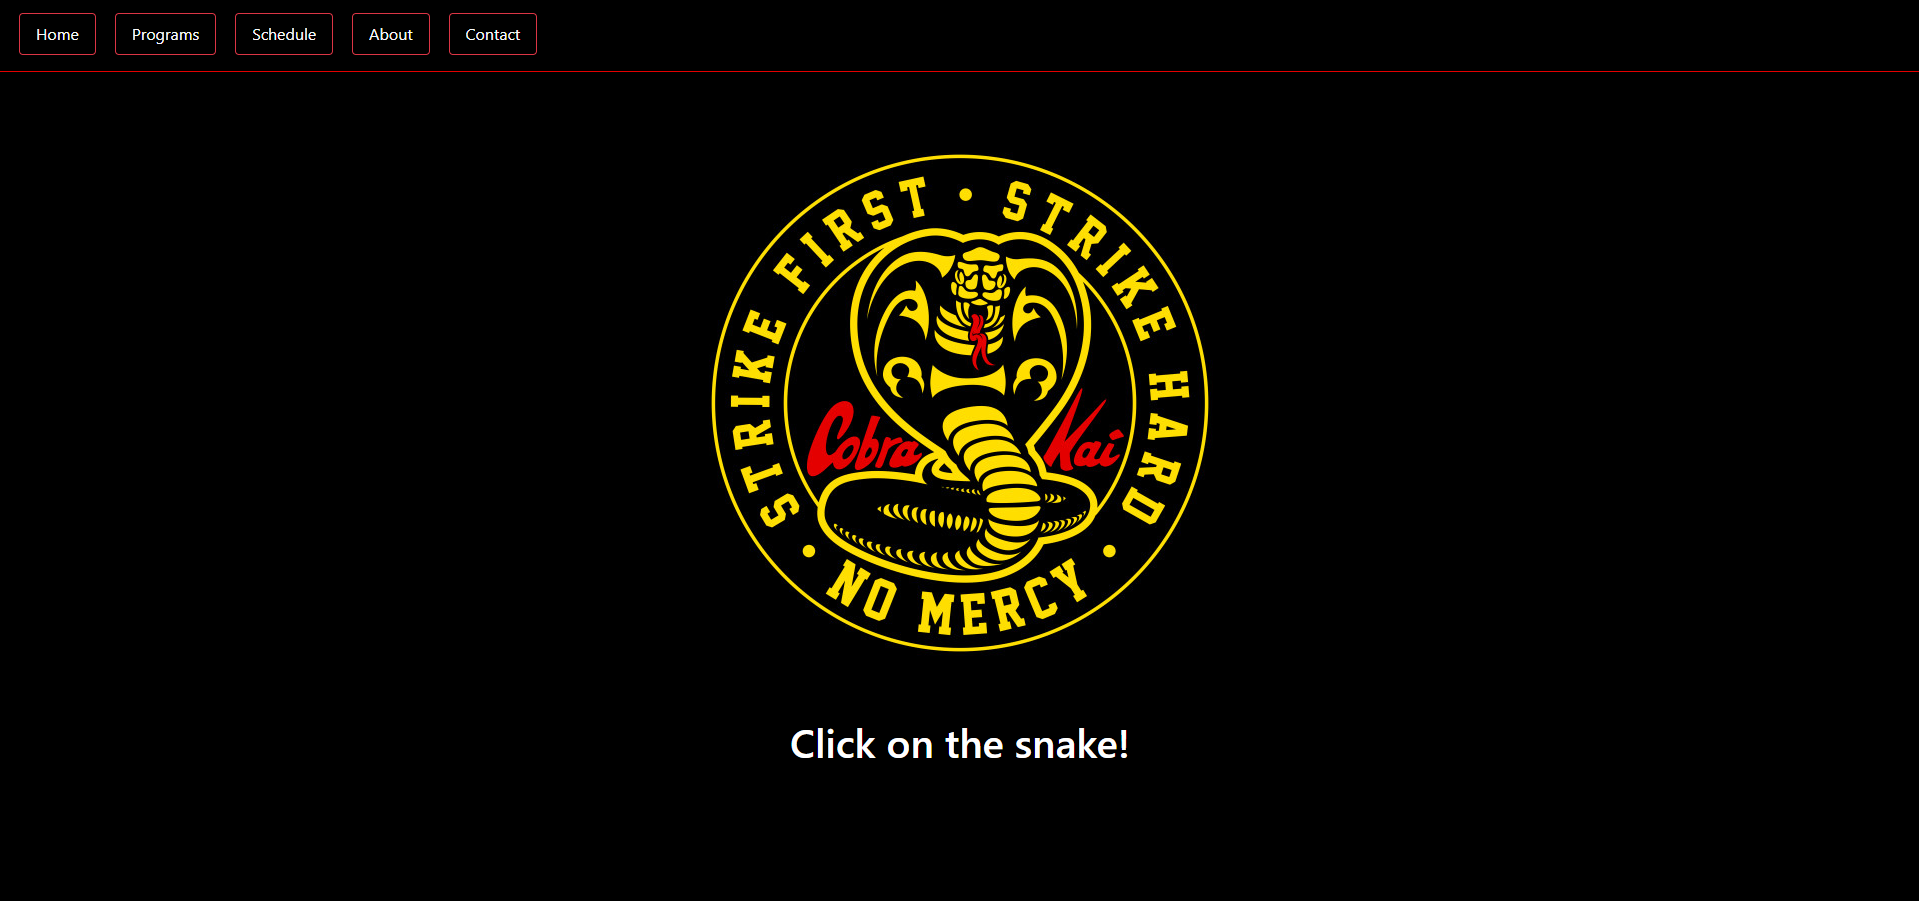 Home
Programs
Schedule
About
Contact
STRIKE FIRST • STRIKE HARD • NO MERCY •
Cobra Kai
Click on the snake!